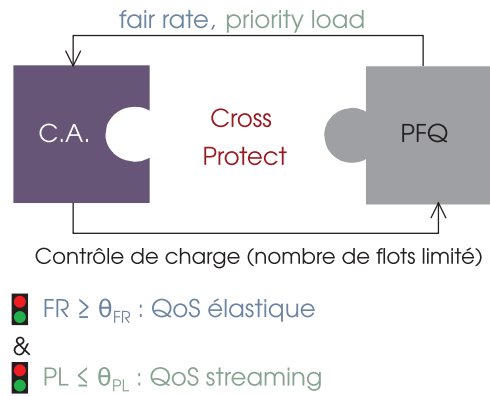 fair rate, priority load
C.A.
Cross
Protect
PFQ
Contrôle de charge (nombre de flots limité)
FR ≥ θFR : QoS élastique
&
PL ≤ θPL : QoS streaming